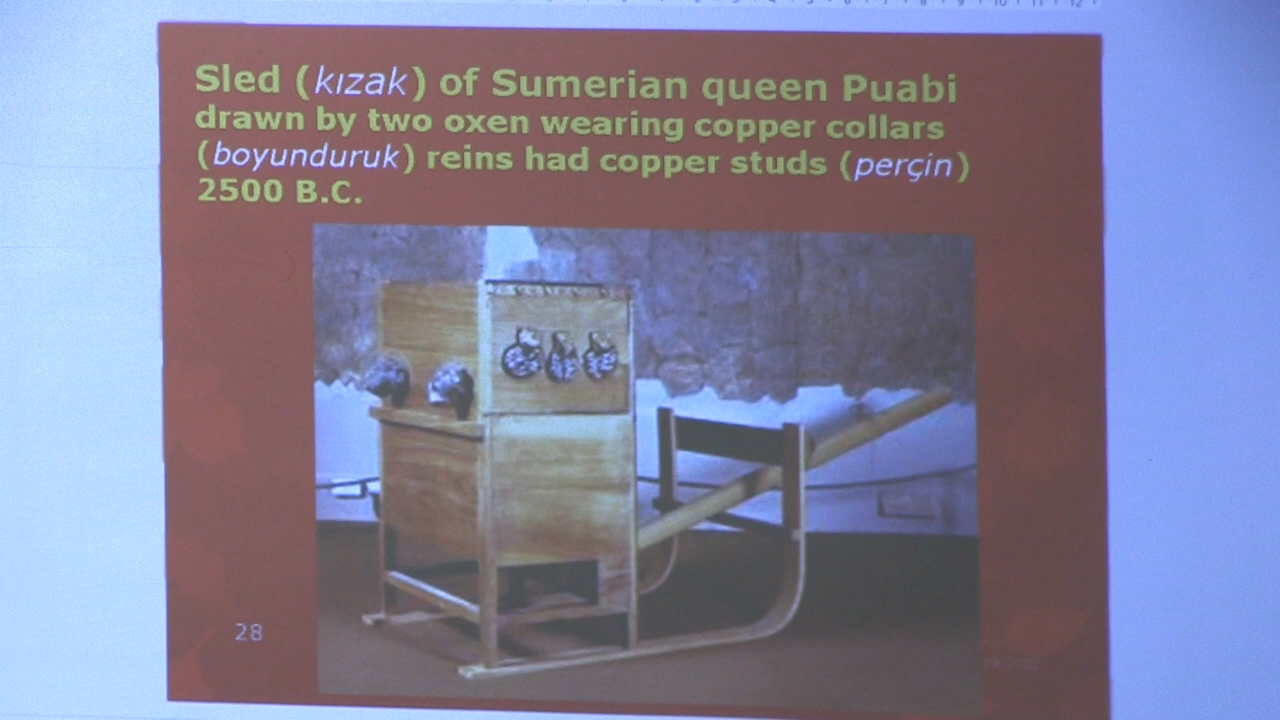 Sled (kızak) of Sumerian queen Puabi
drawn by two oxen wearing copper collars
(boyunduruk) reins had copper studs (perçin)
2500 B.C.
28